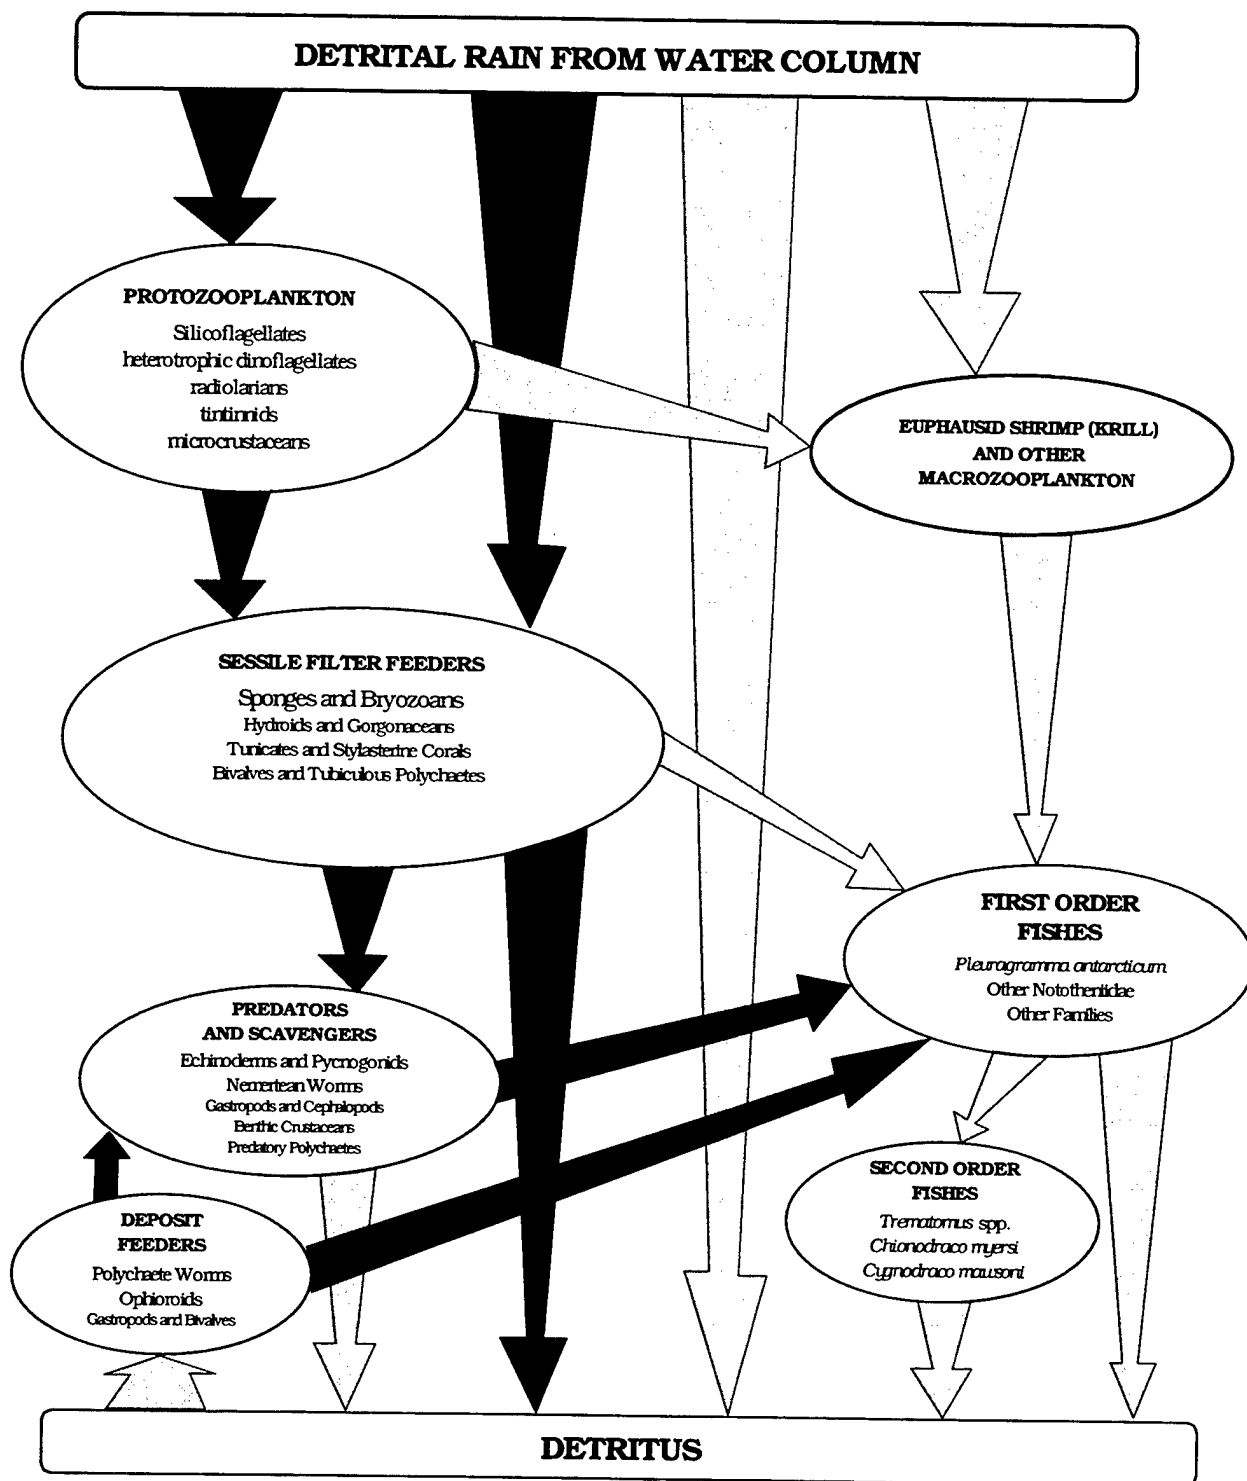 DETRITAL RAIN FROM WATER COLUMN
PROTOZOOPLANKTON
Silicoflagellates
heterotrophic dinoflagellates
radiolarians
tintinnids
microcrustaceans
EUPHAUSID SHRIMP (KRILL)
AND OTHER
MACROZOOPLANKTON
SESSILE FILTER FEEDERS
Sponges and Bryozoans
Hydroids and Gorgonaceans
Tunicates and Stylasterine Corals
Bivalves and Tubiculous Polychaetes
FIRST ORDER
FISHES
Pleuragramma antarcticum
Other Nototheniidae
Other Families
PREDATORS
AND SCAVENGERS
Echinoderms and Pycnogonids
Nemertean Worms
Gastropods and Cephalopods
Benthic Crustaceans
Predatory Polychaetes
SECOND ORDER
FISHES
Trematomus spp.
Chionodraco myersi
Cygnodraco mawsoni
DEPOSIT
FEEDERS
Polychaete Worms
Ophioroids
Gastropods and Bivalves
DETRITUS